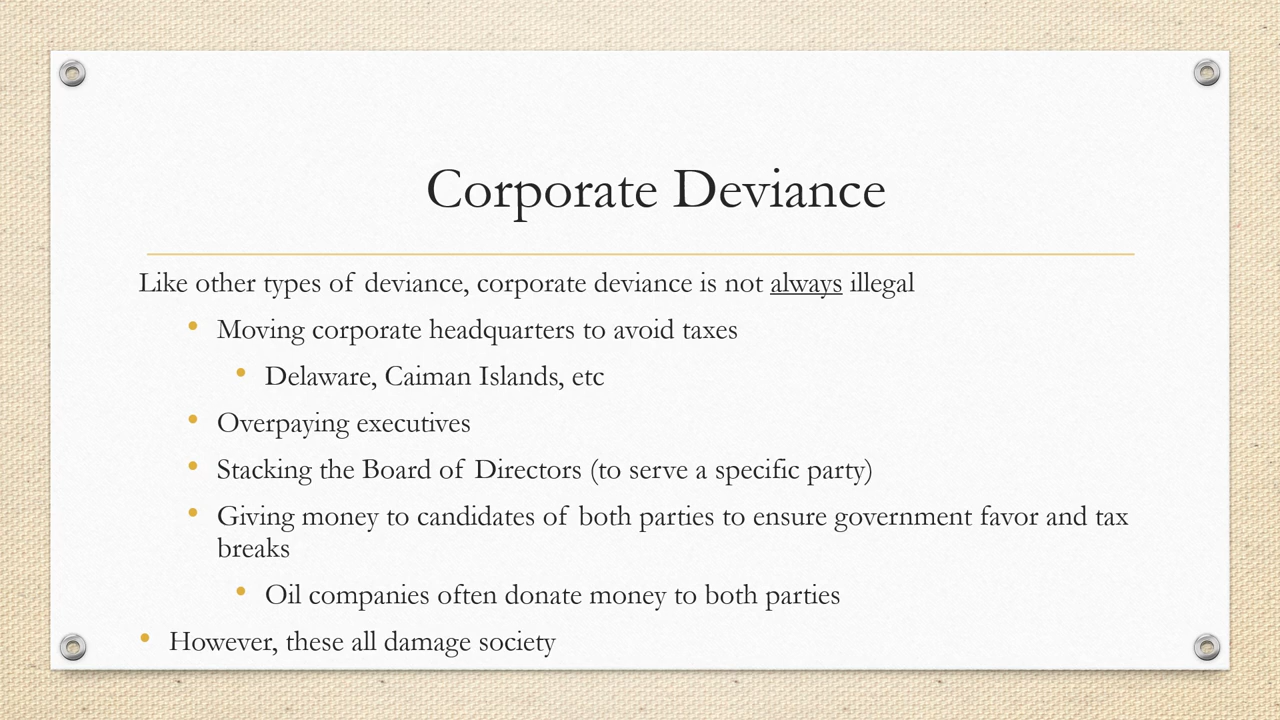 Corporate Deviance
Like other types of deviance, corporate deviance is not always illegal
• Moving corporate headquarters to avoid taxes
• Delaware, Caiman Islands, etc
• Overpaying executives
• Stacking the Board of Directors (to serve a specific party)
• Giving money to candidates of both parties to ensure government favor and tax
breaks
• Oil companies often donate money to both parties
• However, these all damage society